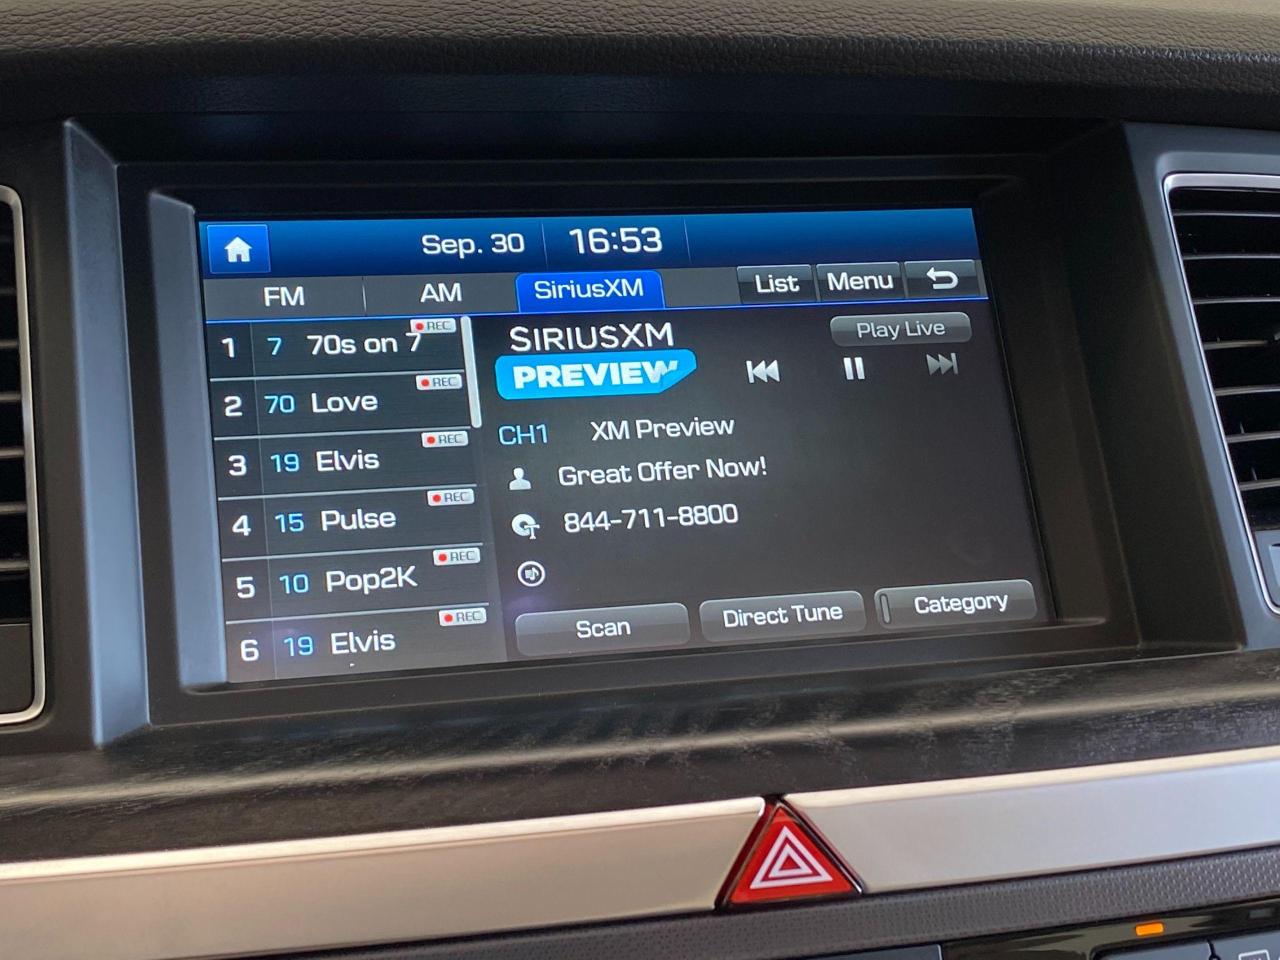 Sep. 30 16:53
FM AM SiriusXM List Menu
1 7 70s on 7 REC
2 70 Love REC
3 19 Elvis REC
4 15 Pulse REC
5 10 Pop2K REC
6 19 Elvis REC
SIRIUSXM
PREVIEW
Play Live
CH1 XM Preview
Great Offer Now!
844-711-8800
Scan Direct Tune Category